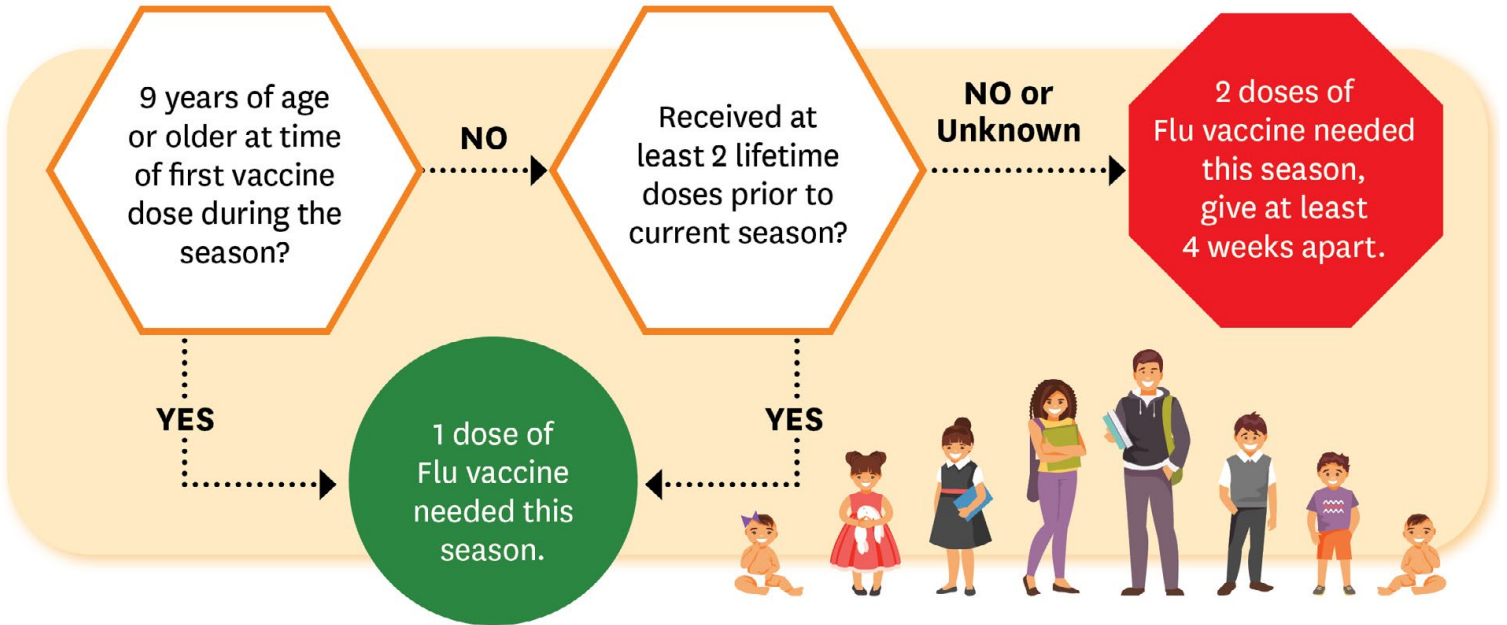 9 years of age
or older at time
of first vaccine
dose during the
season?
NO
Received at
least 2 lifetime
doses prior to
current season?
NO or
Unknown
2 doses of
Flu vaccine needed
this season,
give at least
4 weeks apart.
YES
1 dose of
Flu vaccine
needed this
season.
YES